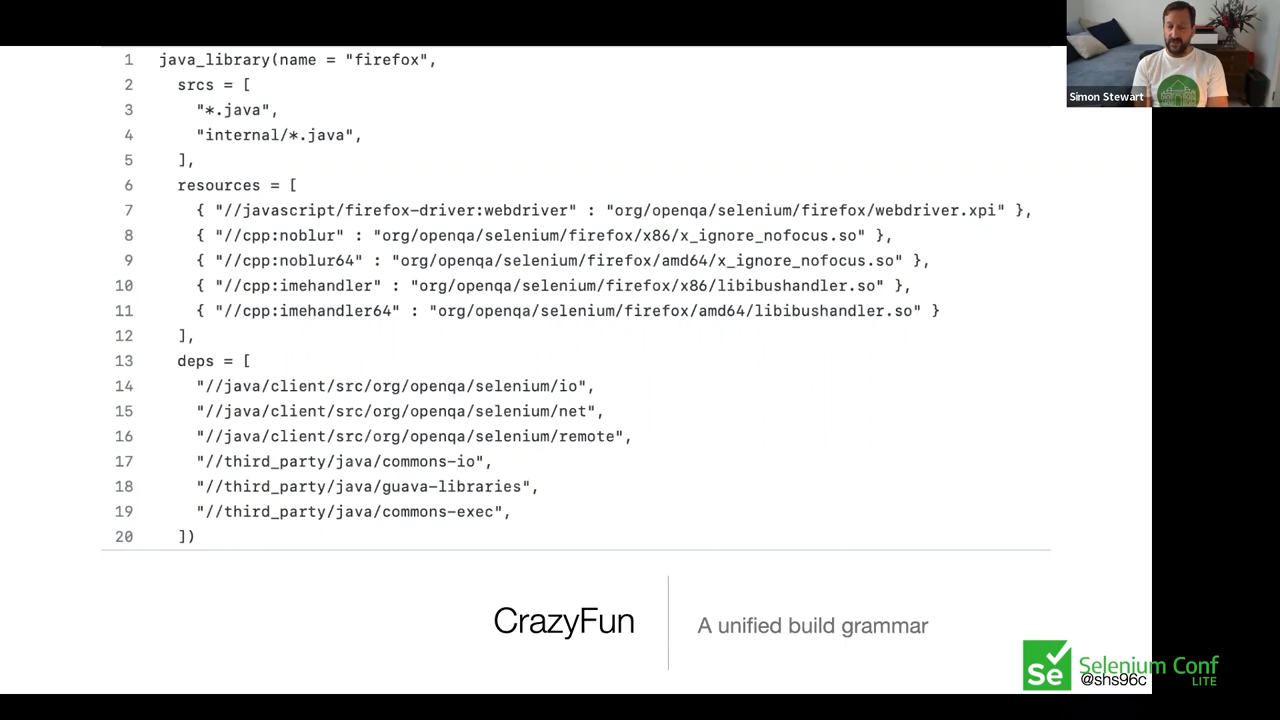 1 java_library(name = "firefox",
2 srcs = [
3 "*.java",
4 "internal/*.java",
5 ],
6 resources = [
7 { "//javascript/firefox-driver:webdriver" : "org/openqa/selenium/firefox/webdriver.xpi" },
8 { "//cpp:noblur" : "org/openqa/selenium/firefox/x86/x_ignore_nofocus.so" },
9 { "//cpp:noblur64" : "org/openqa/selenium/firefox/amd64/x_ignore_nofocus.so" },
10 { "//cpp:imehandler" : "org/openqa/selenium/firefox/x86/libibushandler.so" },
11 { "//cpp:imehandler64" : "org/openqa/selenium/firefox/amd64/libibushandler.so" }
12 ],
13 deps = [
14 "//java/client/src/org/openqa/selenium/io",
15 "//java/client/src/org/openqa/selenium/net",
16 "//java/client/src/org/openqa/selenium/remote",
17 "//third_party/java/commons-io",
18 "//third_party/java/guava-libraries",
19 "//third_party/java/commons-exec",
20 ])
Simon Stewart
CrazyFun
A unified build grammar
Se
Selenium Conf
LITE
@shs96c